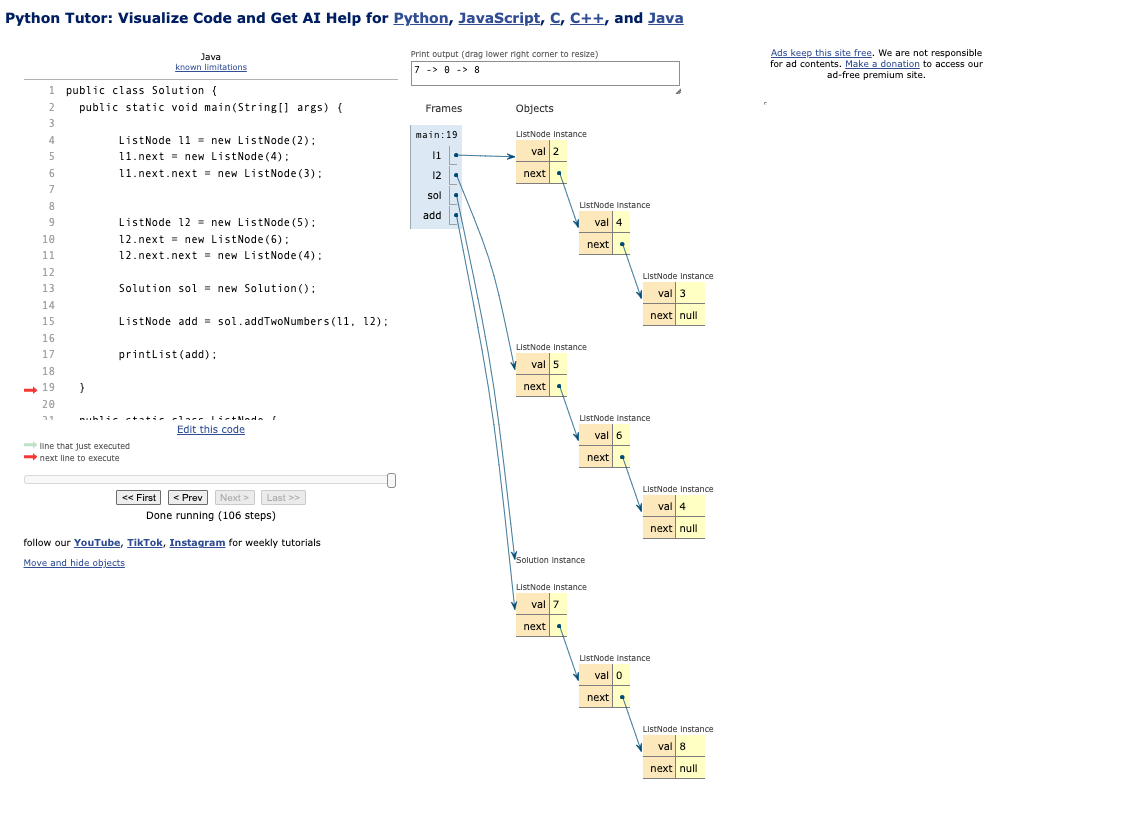 Python Tutor: Visualize Code and Get AI Help for Python, JavaScript, C, C++, and Java
Java
known limitations
1 public class Solution {
2 public static void main(String[] args) {
3
4 ListNode l1 = new ListNode(2);
5 l1.next = new ListNode(4);
6 l1.next.next = new ListNode(3);
7
8
9 ListNode l2 = new ListNode(5);
10 l2.next = new ListNode(6);
11 l2.next.next = new ListNode(4);
12
13 Solution sol = new Solution();
14
15 ListNode add = sol.addTwoNumbers(l1, l2);
16
17 printList(add);
18
19 }
20
21 public static class ListNode {
Edit this code
line that just executed
next line to execute
<< First < Prev Next > Last >>
Done running (106 steps)
follow our YouTube, TikTok, Instagram for weekly tutorials
Move and hide objects
Print output (drag lower right corner to resize)
7 -> 0 -> 8
Frames Objects
main:19
l1
l2
sol
add
ListNode instance
val 2
next
ListNode instance
val 4
next
ListNode instance
val 3
next null
ListNode instance
val 5
next
ListNode instance
val 6
next
ListNode instance
val 4
next null
Solution instance
ListNode instance
val 7
next
ListNode instance
val 0
next
ListNode instance
val 8
next null
Ads keep this site free. We are not responsible
for ad contents. Make a donation to access our
ad-free premium site.